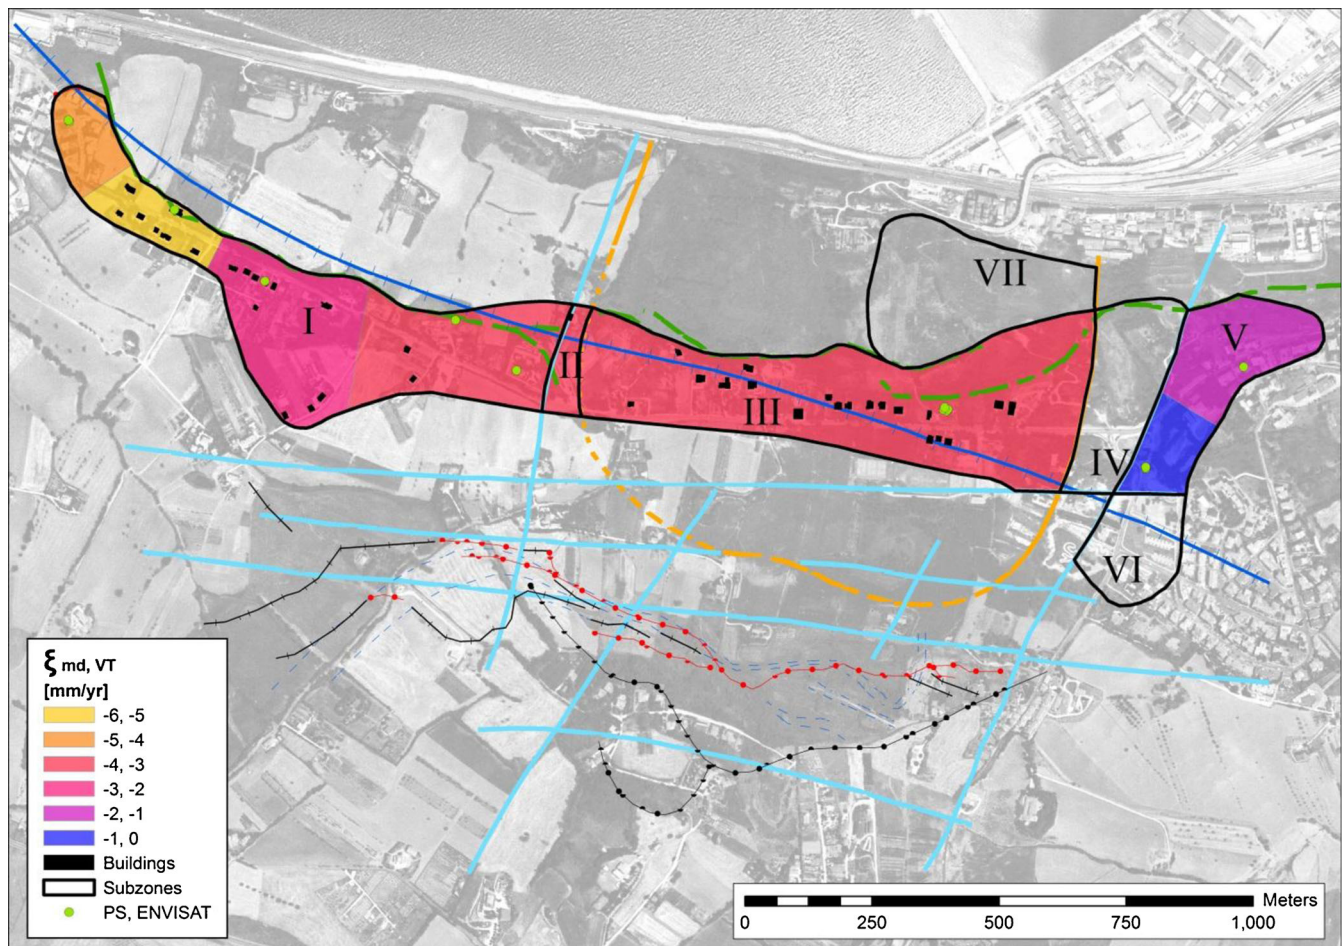 VII
V
I
II
III
IV
VI
ξ md, VT
[mm/yr]
-6, -5
-5, -4
-4, -3
-3, -2
-2, -1
-1, 0
Buildings
Subzones
PS, ENVISAT
Meters
0 250 500 750 1,000